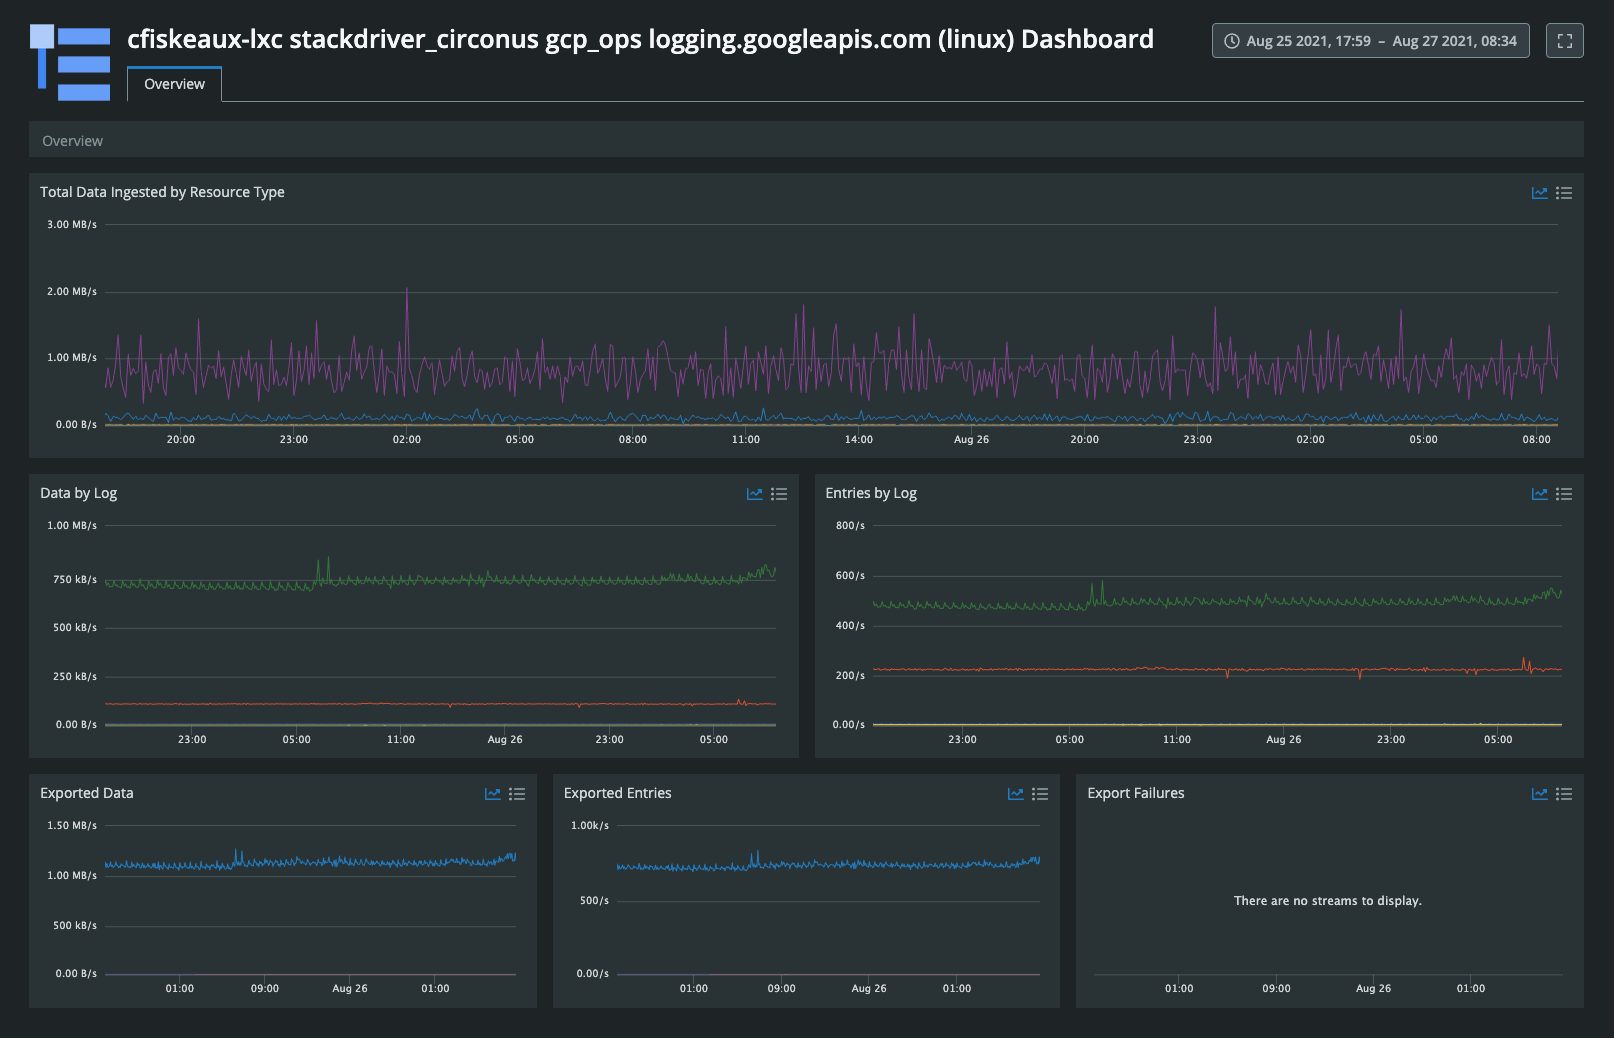 cfiskeaux-lxc stackdriver_circonus gcp_ops logging.googleapis.com (linux) Dashboard
Aug 25 2021, 17:59 – Aug 27 2021, 08:34
Overview
Overview
Total Data Ingested by Resource Type
3.00 MB/s
2.00 MB/s
1.00 MB/s
0.00 B/s
20:00 23:00 02:00 05:00 08:00 11:00 14:00 Aug 26 20:00 23:00 02:00 05:00 08:00
Data by Log
1.00 MB/s
750 kB/s
500 kB/s
250 kB/s
0.00 B/s
23:00 05:00 11:00 Aug 26 23:00 05:00
Entries by Log
800/s
600/s
400/s
200/s
0.00/s
23:00 05:00 11:00 Aug 26 23:00 05:00
Exported Data
1.50 MB/s
1.00 MB/s
500 kB/s
0.00 B/s
01:00 09:00 Aug 26 01:00
Exported Entries
1.00k/s
500/s
0.00/s
01:00 09:00 Aug 26 01:00
Export Failures
There are no streams to display.
01:00 09:00 Aug 26 01:00